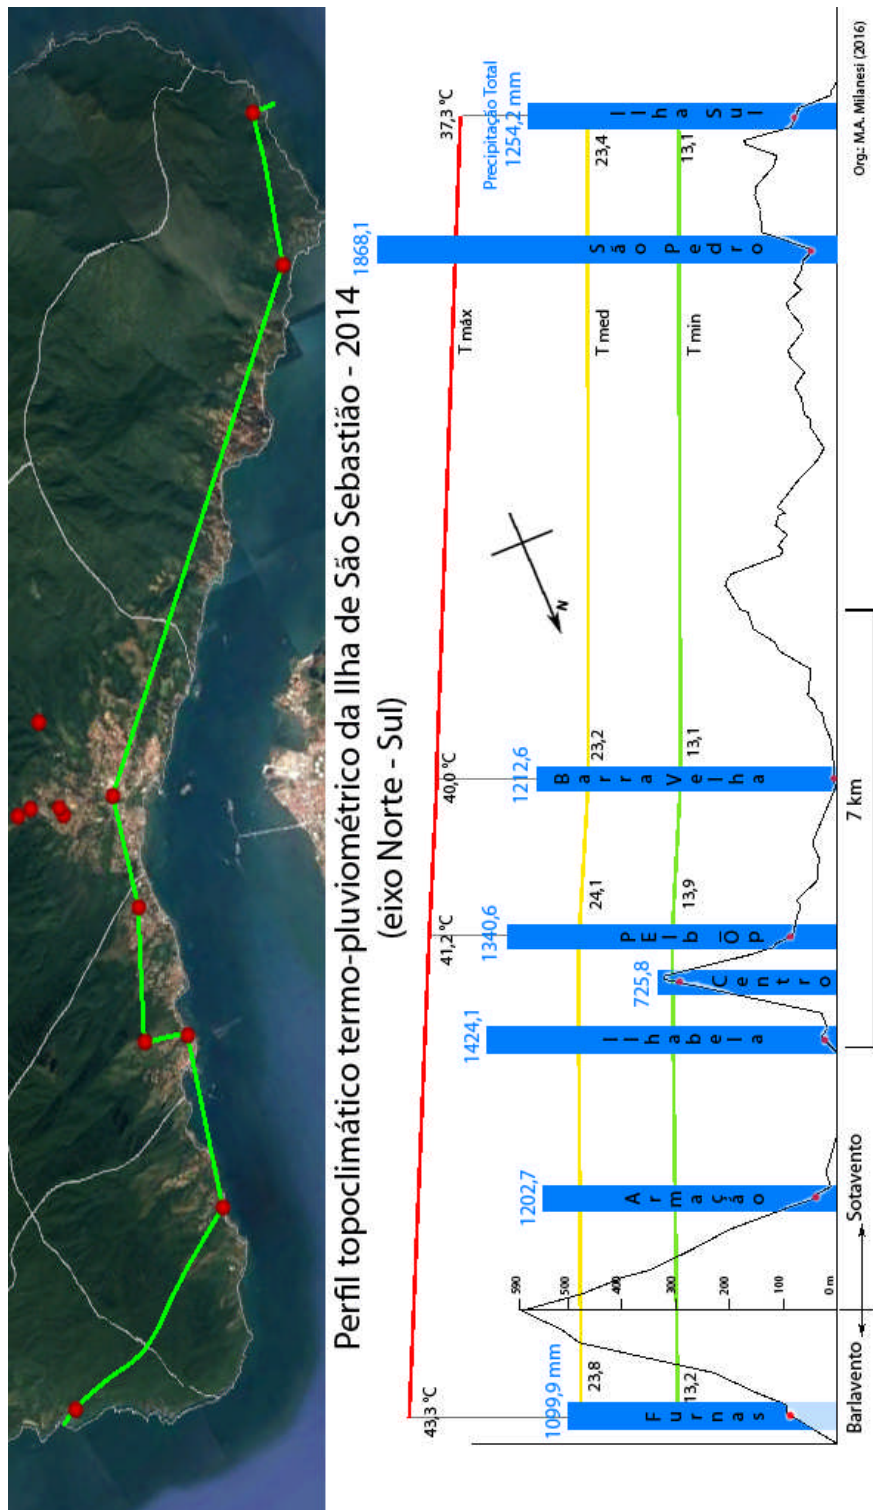 Perfil topoclimático termo-pluviométrico da Ilha de São Sebastião - 2014
(eixo Norte - Sul)
43,3 °C
41,2 °C
40,0 °C
37,3 °C
T máx
Precipitação Total
1099,9 mm
1202,7
1424,1
725,8
1340,6
1212,6
1868,1
1254,2 mm
23,8
24,1
23,2
T med
23,4
13,2
13,9
13,1
T min
13,1
N
590
500
400
300
200
100
0 m
Furnas
Armação
Ilhabela
Centro
PEIb ŌP
Barra Velha
São Pedro
Ilha Sul
Barlavento
Sotavento
7 km
Org.: M.A. Milanesi (2016)